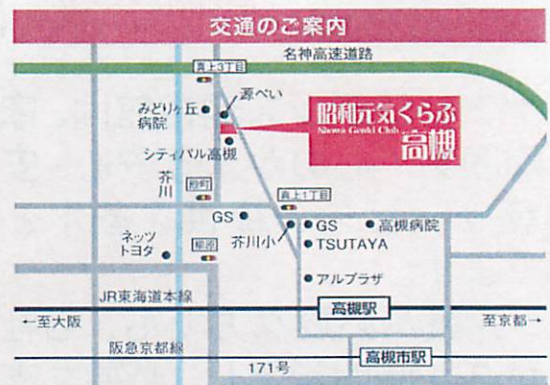 交通のご案内
名神高速道路
真上3丁目
源ぺい
みどりヶ丘
病院
昭和元気くらぶ
Showa Genki Club
高槻
シティパル高槻
芥川
真上1丁目
GS
芥川小
GS
高槻病院
TSUTAYA
ネッツ
トヨタ
アルプラザ
JR東海道本線
高槻駅
←至大阪
至京都→
阪急京都線
高槻市駅
171号